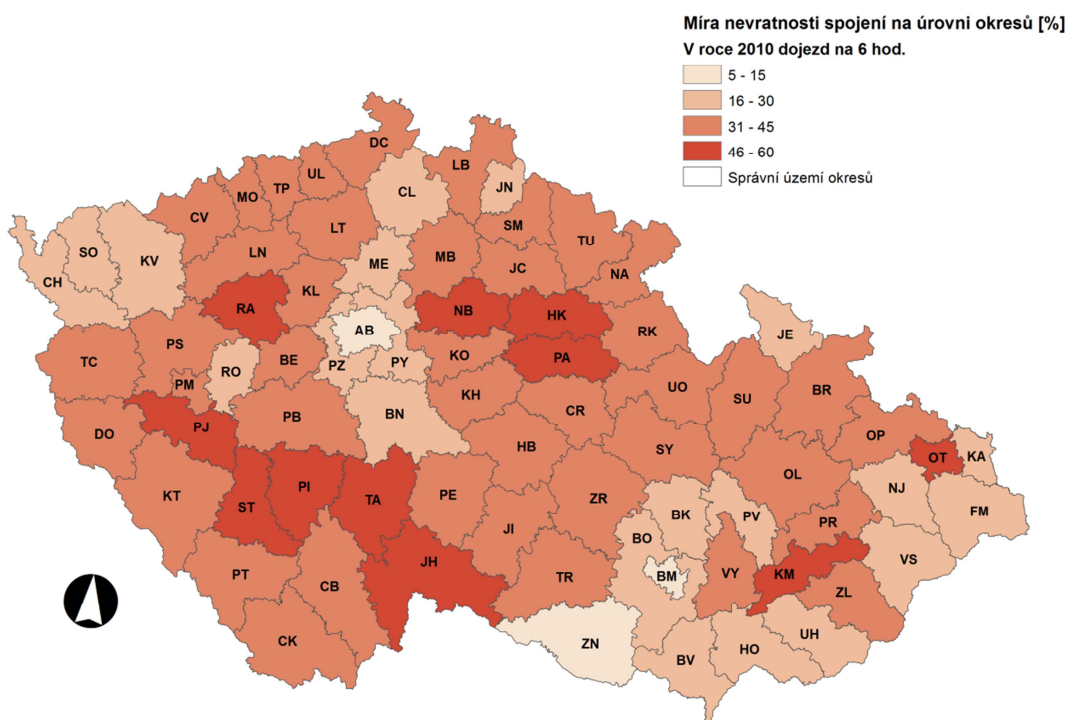 Míra nevratnosti spojení na úrovni okresů [%]
V roce 2010 dojezd na 6 hod.
5 - 15
16 - 30
31 - 45
46 - 60
Správní území okresů
DC
LB
JN
UL
TP
MO
CL
CV
LT
SM
TU
SO
KV
LN
ME
MB
JC
NA
CH
KL
RA
NB
HK
AB
RK
JE
TC
PS
RO
BE
PZ
PY
KO
PA
PM
KH
UO
SU
BR
PJ
PB
BN
CR
DO
HB
SY
OP
OT
KA
KT
ST
PI
TA
PE
ZR
OL
NJ
FM
JI
BK
PV
PR
BO
PT
CB
JH
TR
BM
VY
KM
VS
ZL
CK
ZN
BV
HO
UH